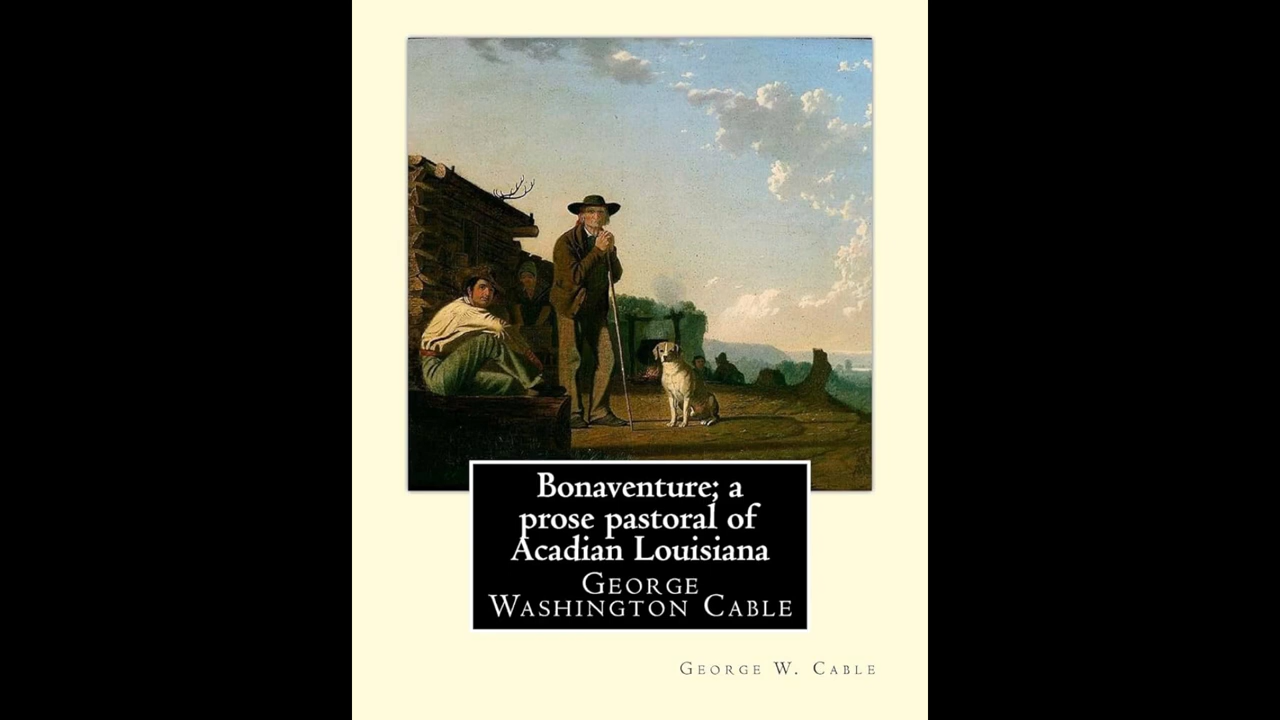 Bonaventure; a
prose pastoral of
Acadian Louisiana
George
Washington Cable
George W. Cable